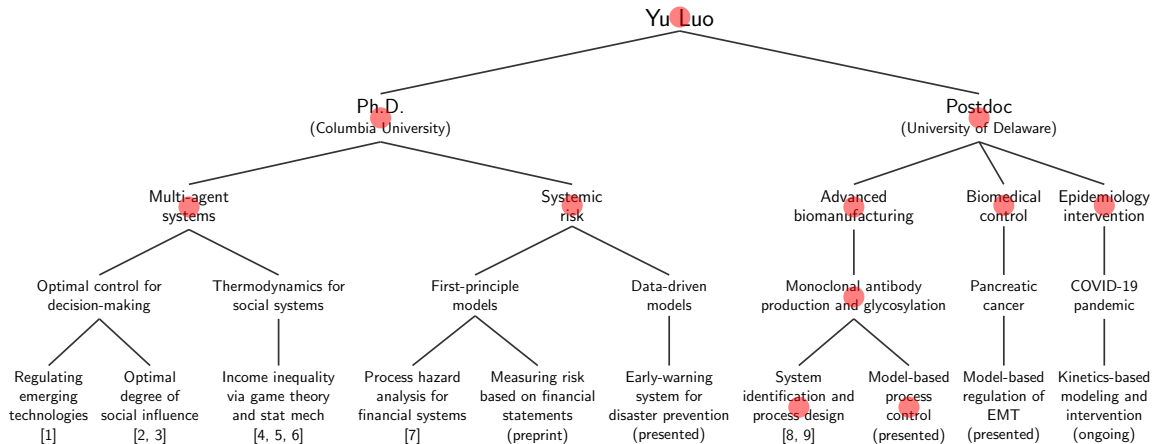 Yu Luo
Ph.D.
(Columbia University)
Postdoc
(University of Delaware)
Multi-agent
systems
Systemic
risk
Advanced
biomanufacturing
Biomedical
control
Epidemiology
intervention
Optimal control for
decision-making
Thermodynamics for
social systems
First-principle
models
Data-driven
models
Monoclonal antibody
production and glycosylation
Pancreatic
cancer
COVID-19
pandemic
Regulating
emerging
technologies
[1]
Optimal
degree of
social influence
[2, 3]
Income inequality
via game theory
and stat mech
[4, 5, 6]
Process hazard
analysis for
financial systems
[7]
Measuring risk
based on financial
statements
(preprint)
Early-warning
system for
disaster prevention
(presented)
System
identification and
process design
[8, 9]
Model-based
process
control
(presented)
Model-based
regulation of
EMT
(presented)
Kinetics-based
modeling and
intervention
(ongoing)